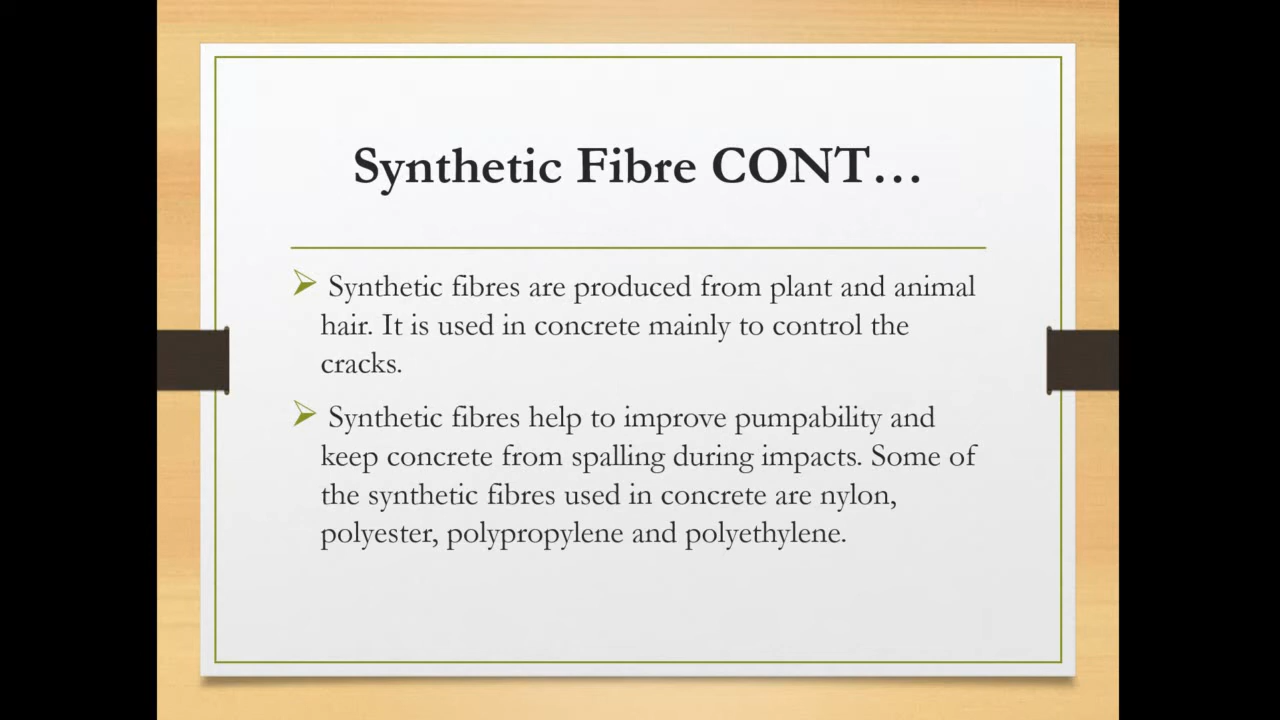 Synthetic Fibre CONT…
Synthetic fibres are produced from plant and animal
hair. It is used in concrete mainly to control the
cracks.
Synthetic fibres help to improve pumpability and
keep concrete from spalling during impacts. Some of
the synthetic fibres used in concrete are nylon,
polyester, polypropylene and polyethylene.